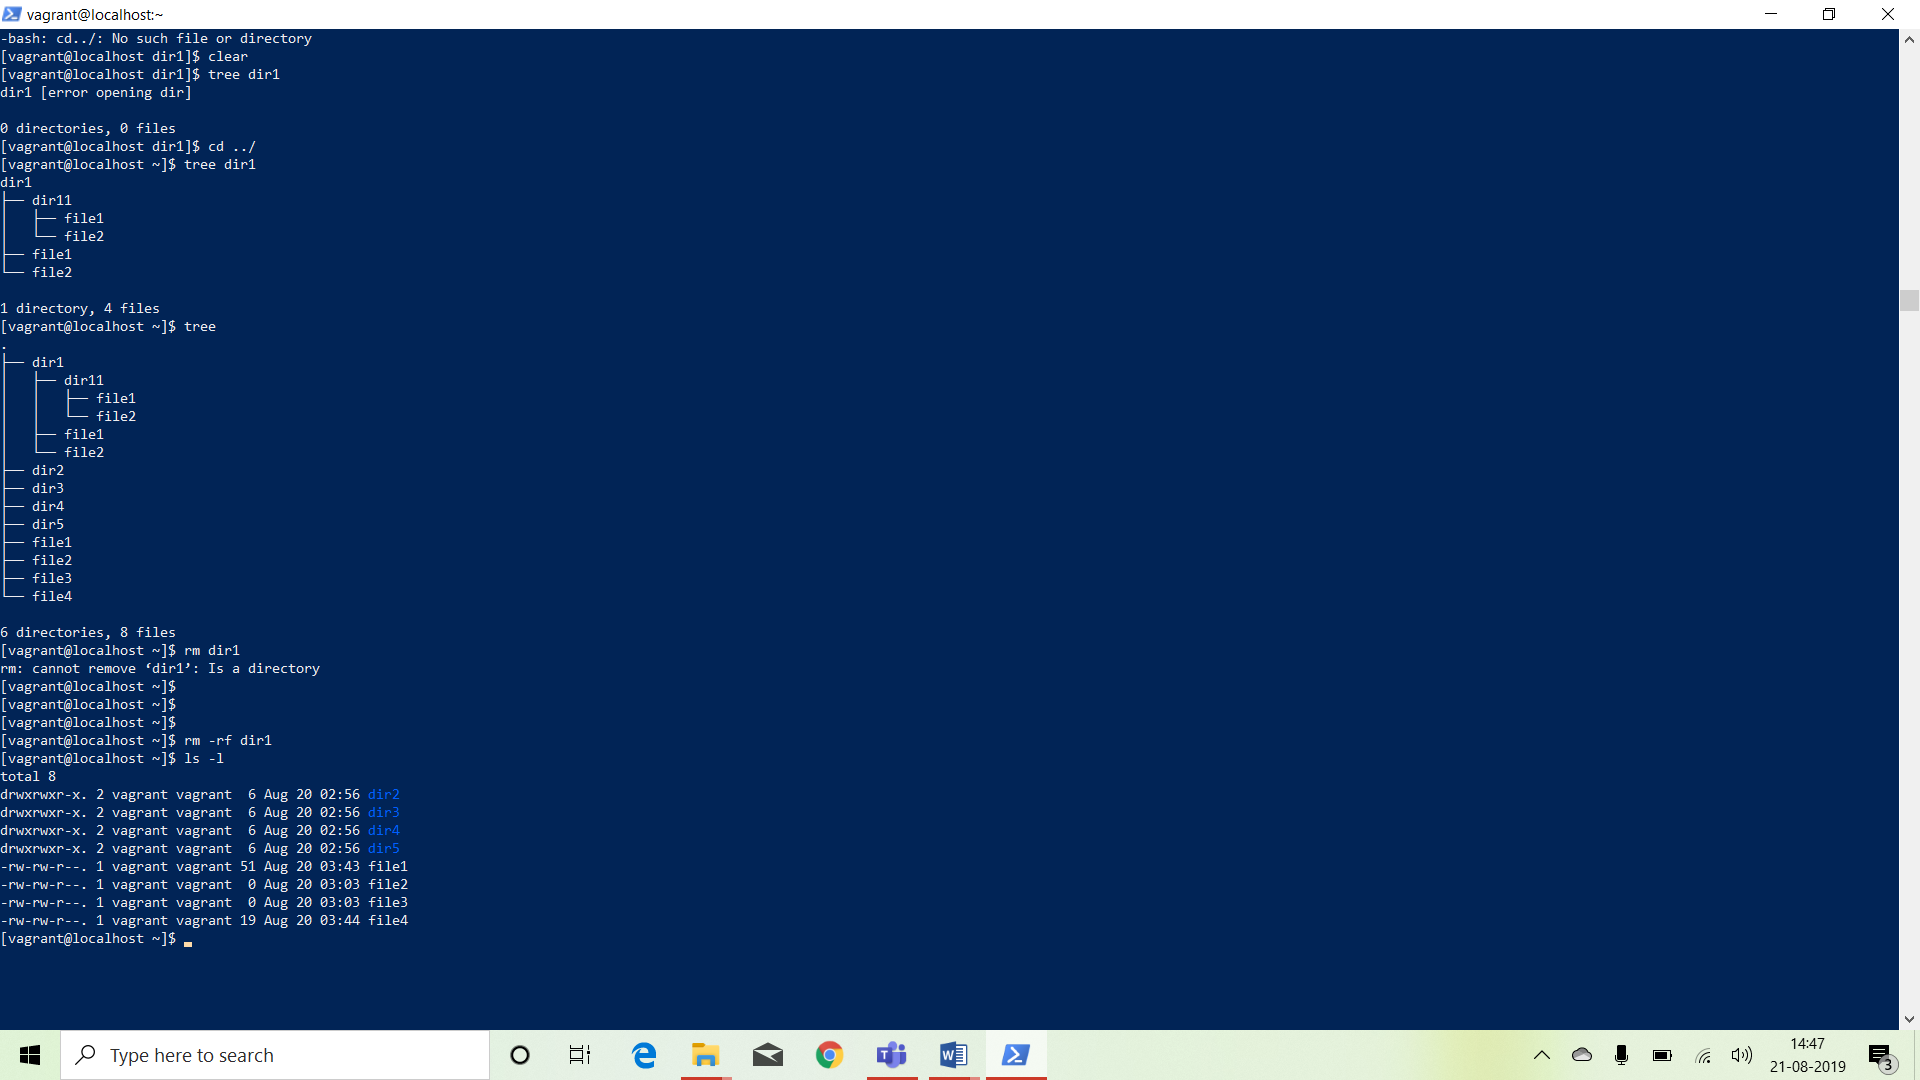 vagrant@localhost:~
-bash: cd../: No such file or directory
[vagrant@localhost dir1]$ clear
[vagrant@localhost dir1]$ tree dir1
dir1 [error opening dir]

0 directories, 0 files
[vagrant@localhost dir1]$ cd ../
[vagrant@localhost ~]$ tree dir1
dir1
├── dir11
│   ├── file1
│   └── file2
├── file1
└── file2

1 directory, 4 files
[vagrant@localhost ~]$ tree
.
├── dir1
│   ├── dir11
│   │   ├── file1
│   │   └── file2
│   ├── file1
│   └── file2
├── dir2
├── dir3
├── dir4
├── dir5
├── file1
├── file2
├── file3
└── file4

6 directories, 8 files
[vagrant@localhost ~]$ rm dir1
rm: cannot remove ‘dir1’: Is a directory
[vagrant@localhost ~]$
[vagrant@localhost ~]$
[vagrant@localhost ~]$
[vagrant@localhost ~]$ rm -rf dir1
[vagrant@localhost ~]$ ls -l
total 8
drwxrwxr-x. 2 vagrant vagrant  6 Aug 20 02:56 dir2
drwxrwxr-x. 2 vagrant vagrant  6 Aug 20 02:56 dir3
drwxrwxr-x. 2 vagrant vagrant  6 Aug 20 02:56 dir4
drwxrwxr-x. 2 vagrant vagrant  6 Aug 20 02:56 dir5
-rw-rw-r--. 1 vagrant vagrant 51 Aug 20 03:43 file1
-rw-rw-r--. 1 vagrant vagrant  0 Aug 20 03:03 file2
-rw-rw-r--. 1 vagrant vagrant  0 Aug 20 03:03 file3
-rw-rw-r--. 1 vagrant vagrant 19 Aug 20 03:44 file4
[vagrant@localhost ~]$
Type here to search
14:47
21-08-2019
3